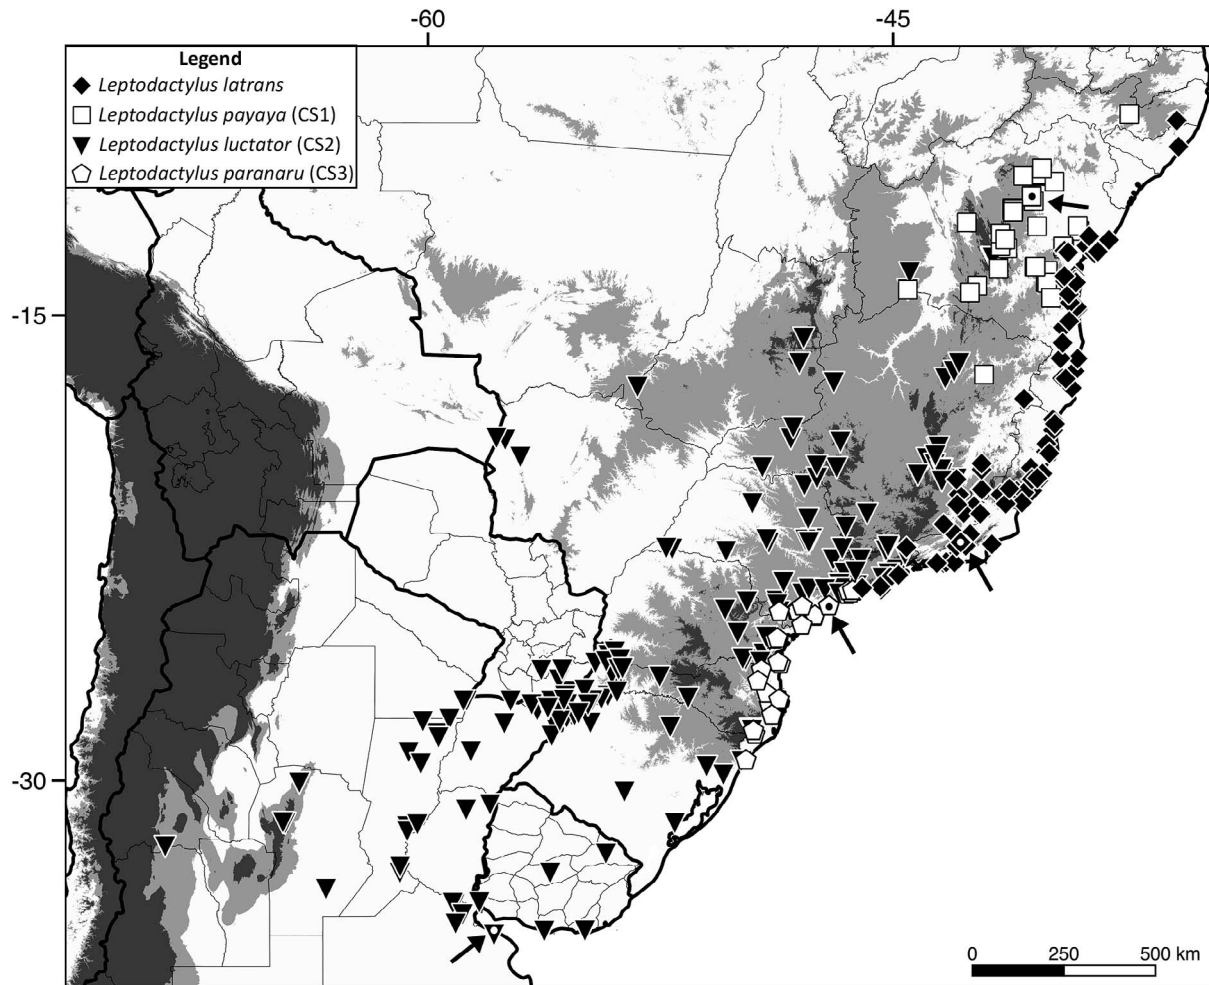 -60
-45
Legend
Leptodactylus latrans
Leptodactylus payaya (CS1)
Leptodactylus luctator (CS2)
Leptodactylus paranaru (CS3)
-15
-30
0 250 500 km